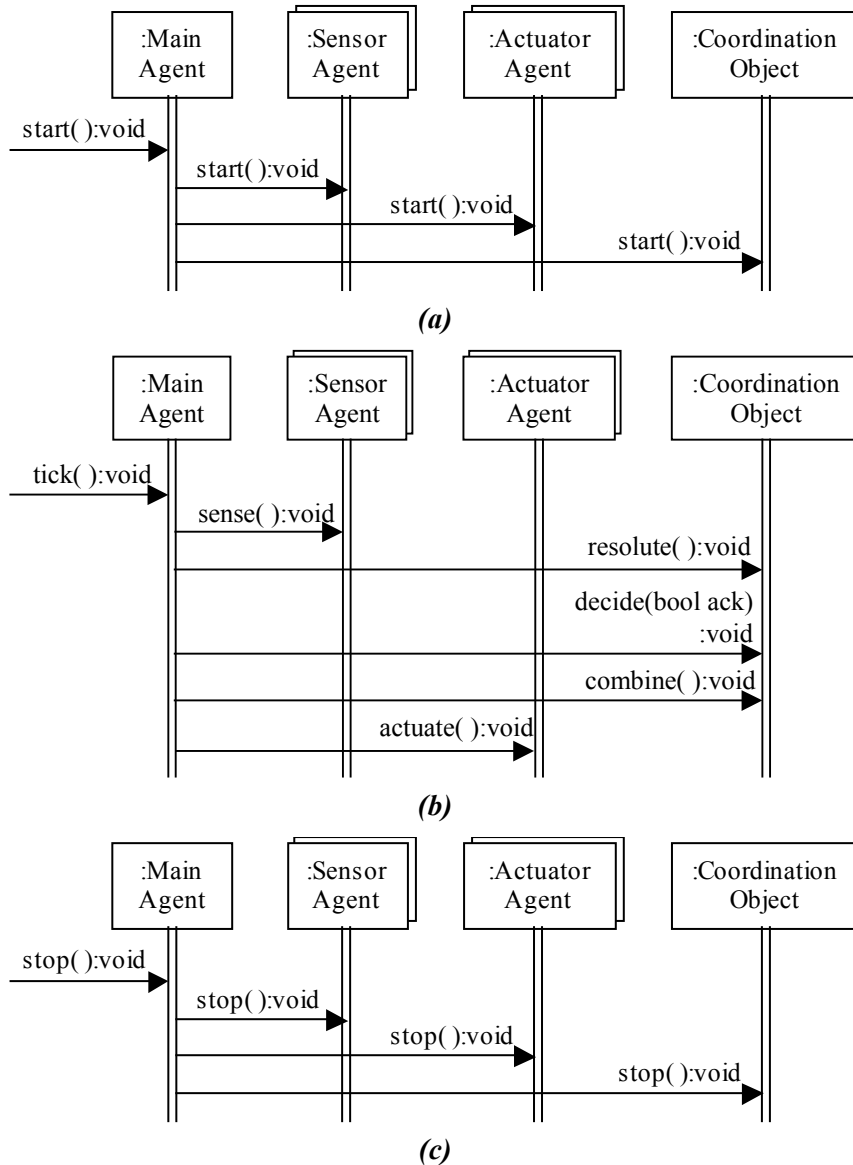 :Main
Agent
:Sensor
Agent
:Actuator
Agent
:Coordination
Object
start( ):void
start( ):void
start( ):void
start( ):void
(a)
:Main
Agent
:Sensor
Agent
:Actuator
Agent
:Coordination
Object
tick( ):void
sense( ):void
resolute( ):void
decide(bool ack)
:void
combine( ):void
actuate( ):void
(b)
:Main
Agent
:Sensor
Agent
:Actuator
Agent
:Coordination
Object
stop( ):void
stop( ):void
stop( ):void
stop( ):void
(c)